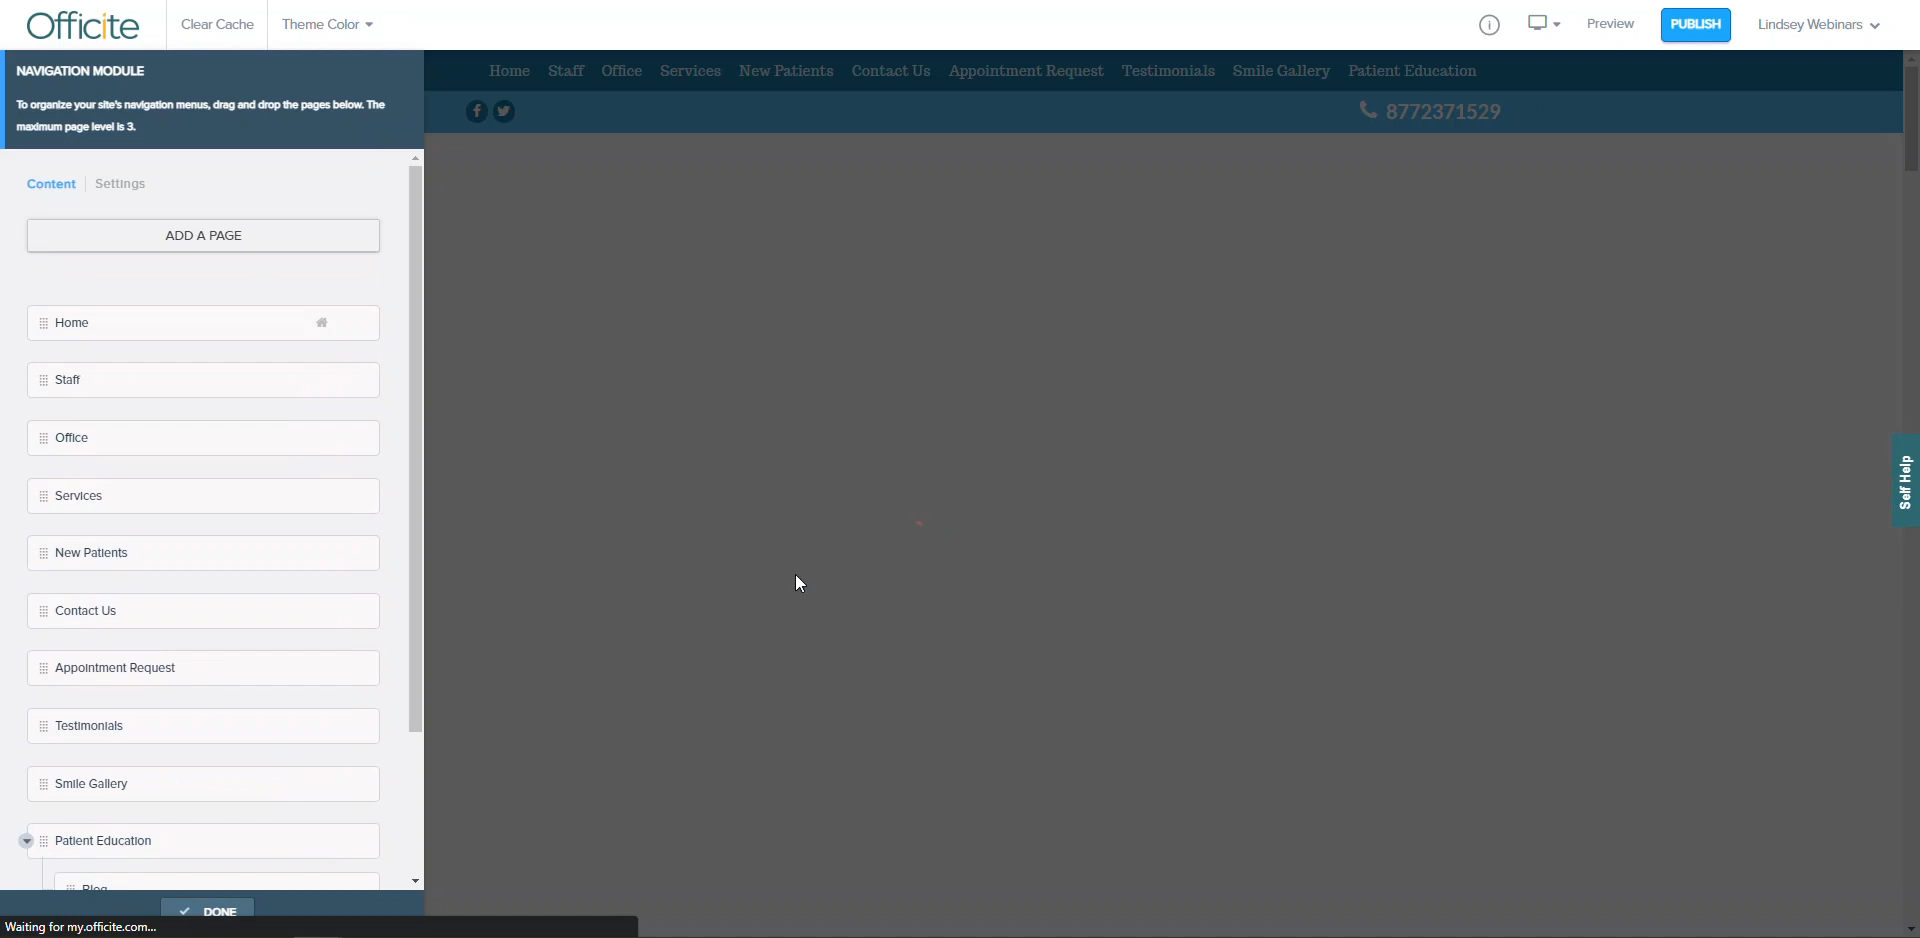 Officite
Clear Cache
Theme Color
Preview
PUBLISH
Lindsey Webinars
NAVIGATION MODULE
To organize your site's navigation menus, drag and drop the pages below. The
maximum page level is 3.
Home Staff Office Services New Patients Contact Us Appointment Request Testimonials Smile Gallery Patient Education
8772371529
Content
Settings
ADD A PAGE
Home
Staff
Office
Services
New Patients
Contact Us
Appointment Request
Testimonials
Smile Gallery
Patient Education
Blog
Self Help
DONE
Waiting for my.officite.com...